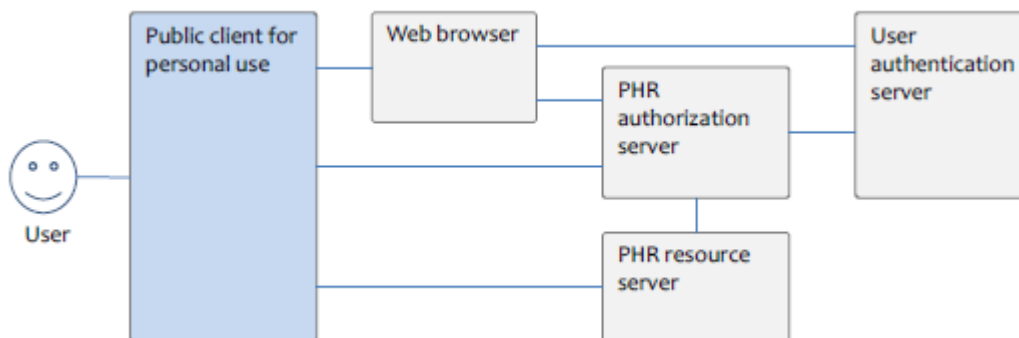 Public client for
personal use
Web browser
User
authentication
server
PHR
authorization
server
User
PHR resource
server